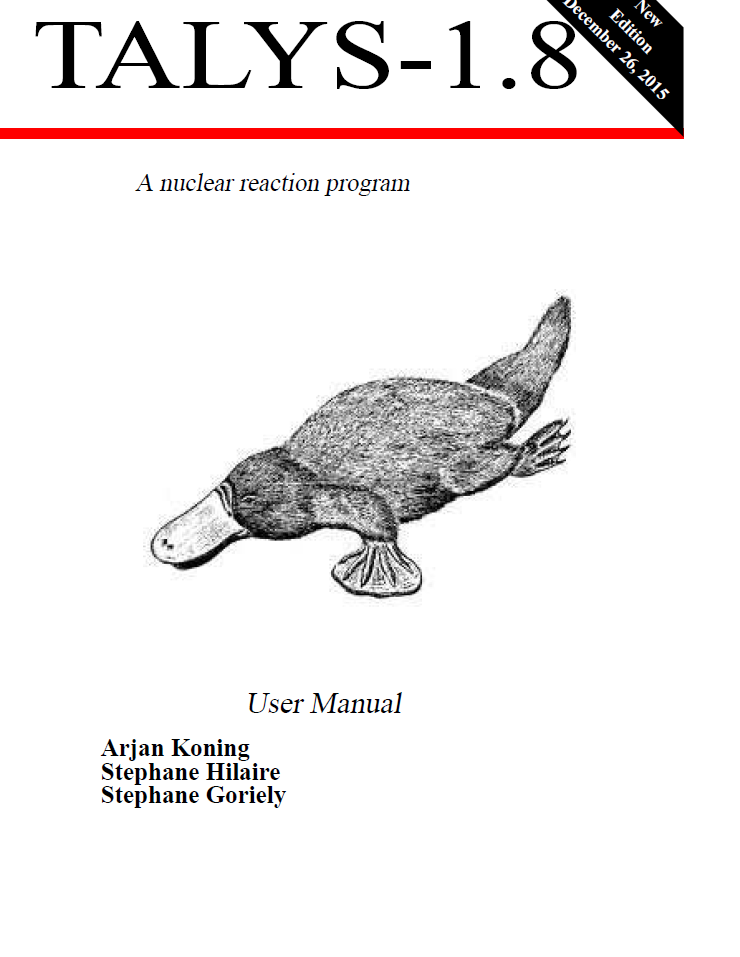 TALYS-1.8
New
Edition
December 26, 2015
A nuclear reaction program
User Manual
Arjan Koning
Stephane Hilaire
Stephane Goriely